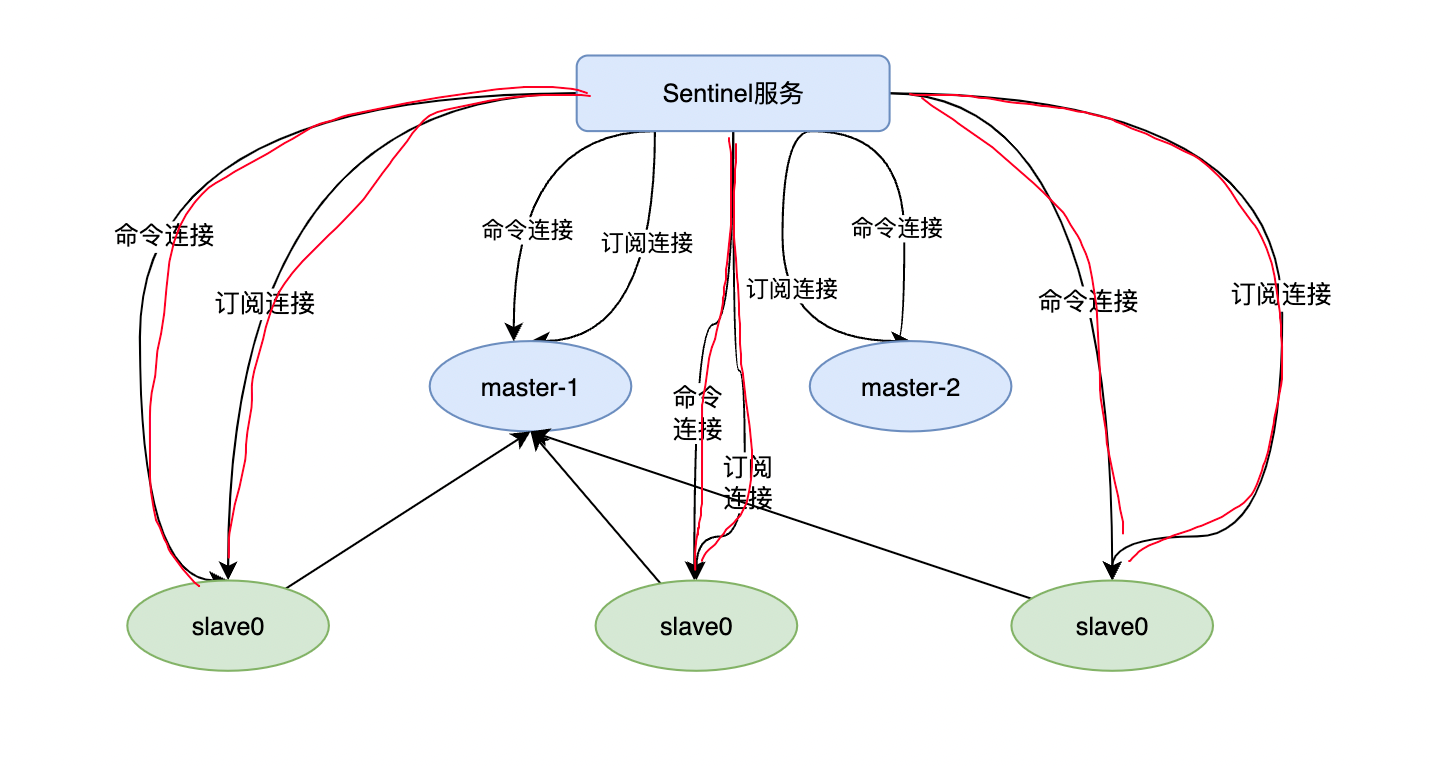 Sentinel服务
命令连接
订阅连接
命令连接
订阅连接
订阅连接
命令连接
命令连接
订阅连接
master-1
master-2
命令
连接
订阅
连接
slave0
slave0
slave0